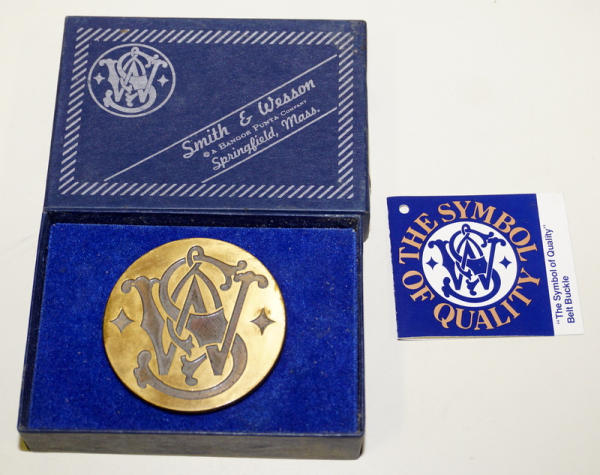 Smith & Wesson
A BANGOR PUNTA COMPANY
Springfield, Mass.
THE SYMBOL
OF QUALITY
"The Symbol of Quality"
Belt Buckle